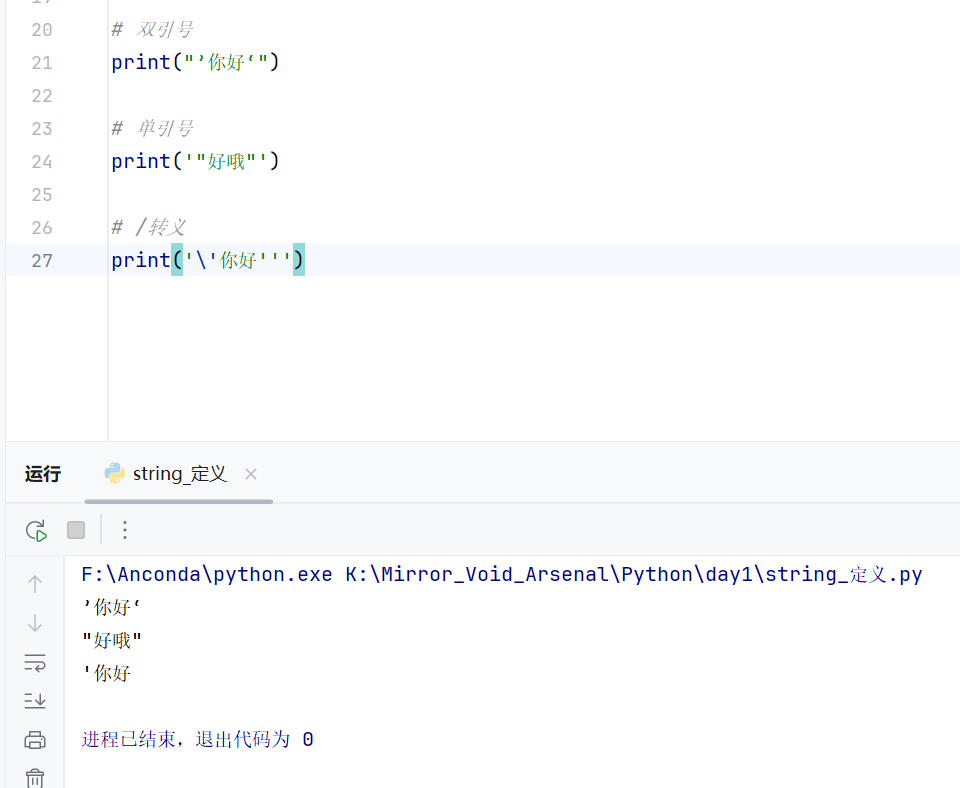 20 # 双引号
21 print("’你好‘")
22
23 # 单引号
24 print('"好哦"')
25
26 # /转义
27 print('\'你好''')
运行 string_定义 ×
F:\Anconda\python.exe K:\Mirror_Void_Arsenal\Python\day1\string_定义.py
’你好‘
"好哦"
'你好
进程已结束，退出代码为 0